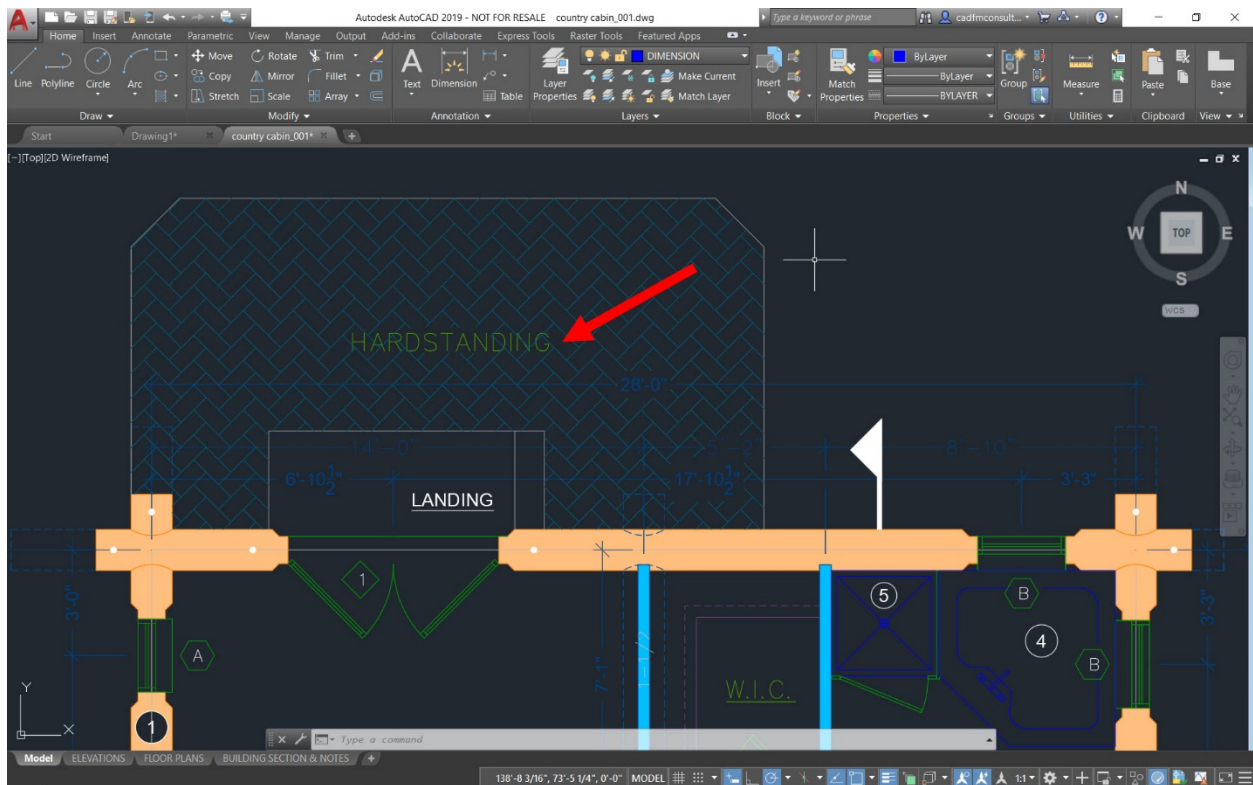 Autodesk AutoCAD 2019 - NOT FOR RESALE country cabin_001.dwg
Type a keyword or phrase
cadfmconsult...
Home Insert Annotate Parametric View Manage Output Add-ins Collaborate Express Tools Raster Tools Featured Apps
Line Polyline Circle Arc
Move Rotate Trim
Copy Mirror Fillet
Stretch Scale Array
Text Dimension Table
Layer Properties
DIMENSION
Make Current
Match Layer
Insert
Match Properties
ByLayer
ByLayer
BYLAYER
Group
Measure
Paste
Base
Draw Modify Annotation Layers Block Properties Groups Utilities Clipboard View
Start Drawing1* country cabin_001*
[-][Top][2D Wireframe]
N
W TOP E
S
WCS
HARDSTANDING
28'-0"
14'-0" 5'-2" 8'-10"
6'-10 1/2" 17'-10 1/2" 3'-3"
LANDING
1
5
B
3'-0"
3'-3"
4
A
B
7'-1"
W.I.C.
Y
X
1
Type a command
Model ELEVATIONS FLOOR PLANS BUILDING SECTION & NOTES +
138'-8 3/16", 73'-5 1/4", 0'-0" MODEL 1:1